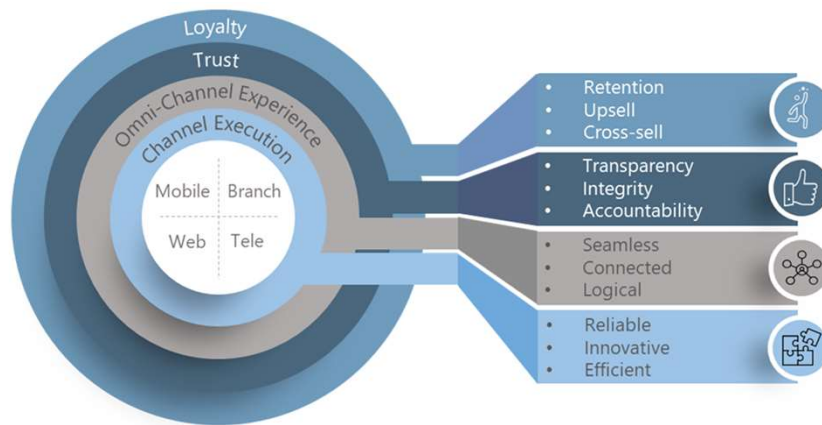 Loyalty
Trust
Omni-Channel Experience
Channel Execution
Mobile Branch
Web Tele
• Retention
• Upsell
• Cross-sell
• Transparency
• Integrity
• Accountability
• Seamless
• Connected
• Logical
• Reliable
• Innovative
• Efficient